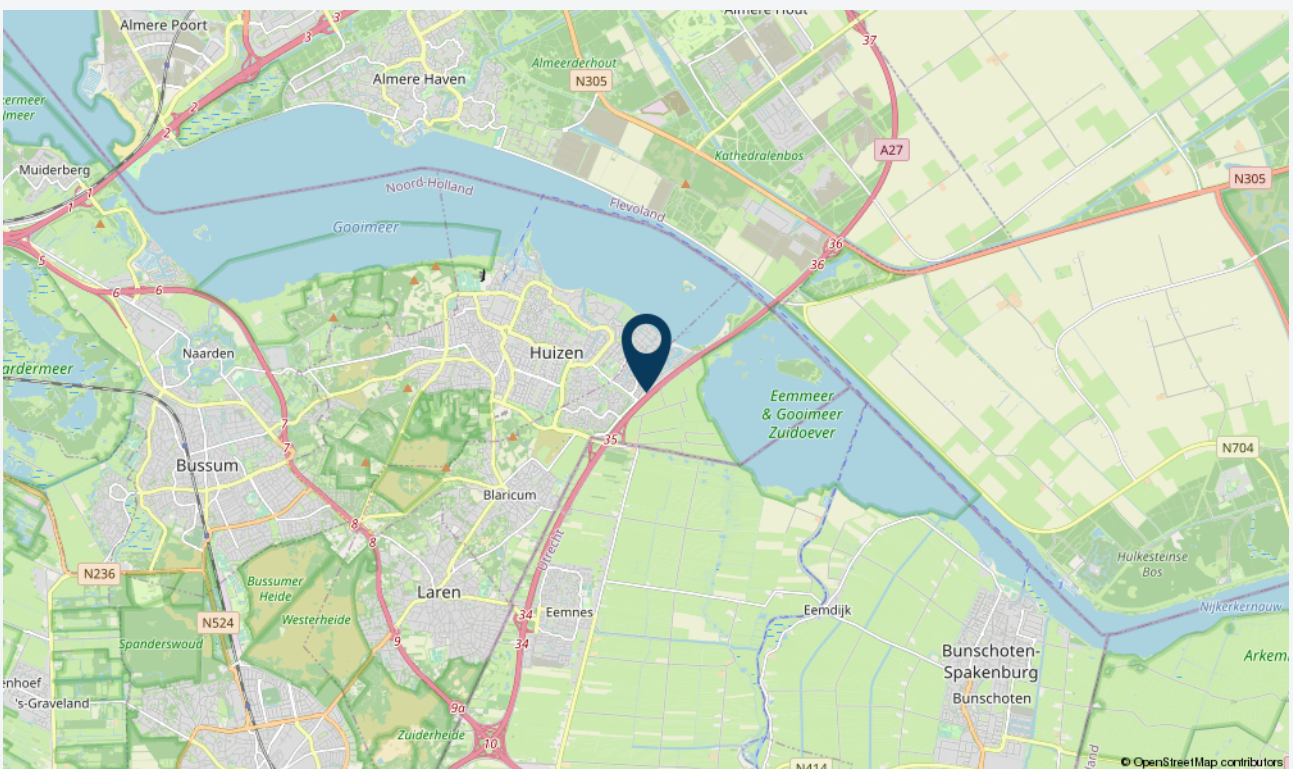 Almere Hout
Almere Poort
3
3
37
Almere Haven
Almeerderhout
N305
2
2
A27
Kathedralenbos
Muiderberg
N305
Noord-Holland
1
1
Flevoland
Gooimeer
5
36
36
6
6
Naarden
Huizen
Eemmeer
& Gooimeer
Zuidoever
7
7
35
N704
Bussum
Blaricum
8
8
Utrecht
Hulkesteinse
Bos
N236
Bussumer
Heide
Laren
Eemnes
Eemdijk
Nijkerkernauw
34
34
N524
Westerheide
Spanderswoud
9
Bunschoten-
Spakenburg
Bunschoten
's-Graveland
9a
Zuiderheide
10
N414
© OpenStreetMap contributors